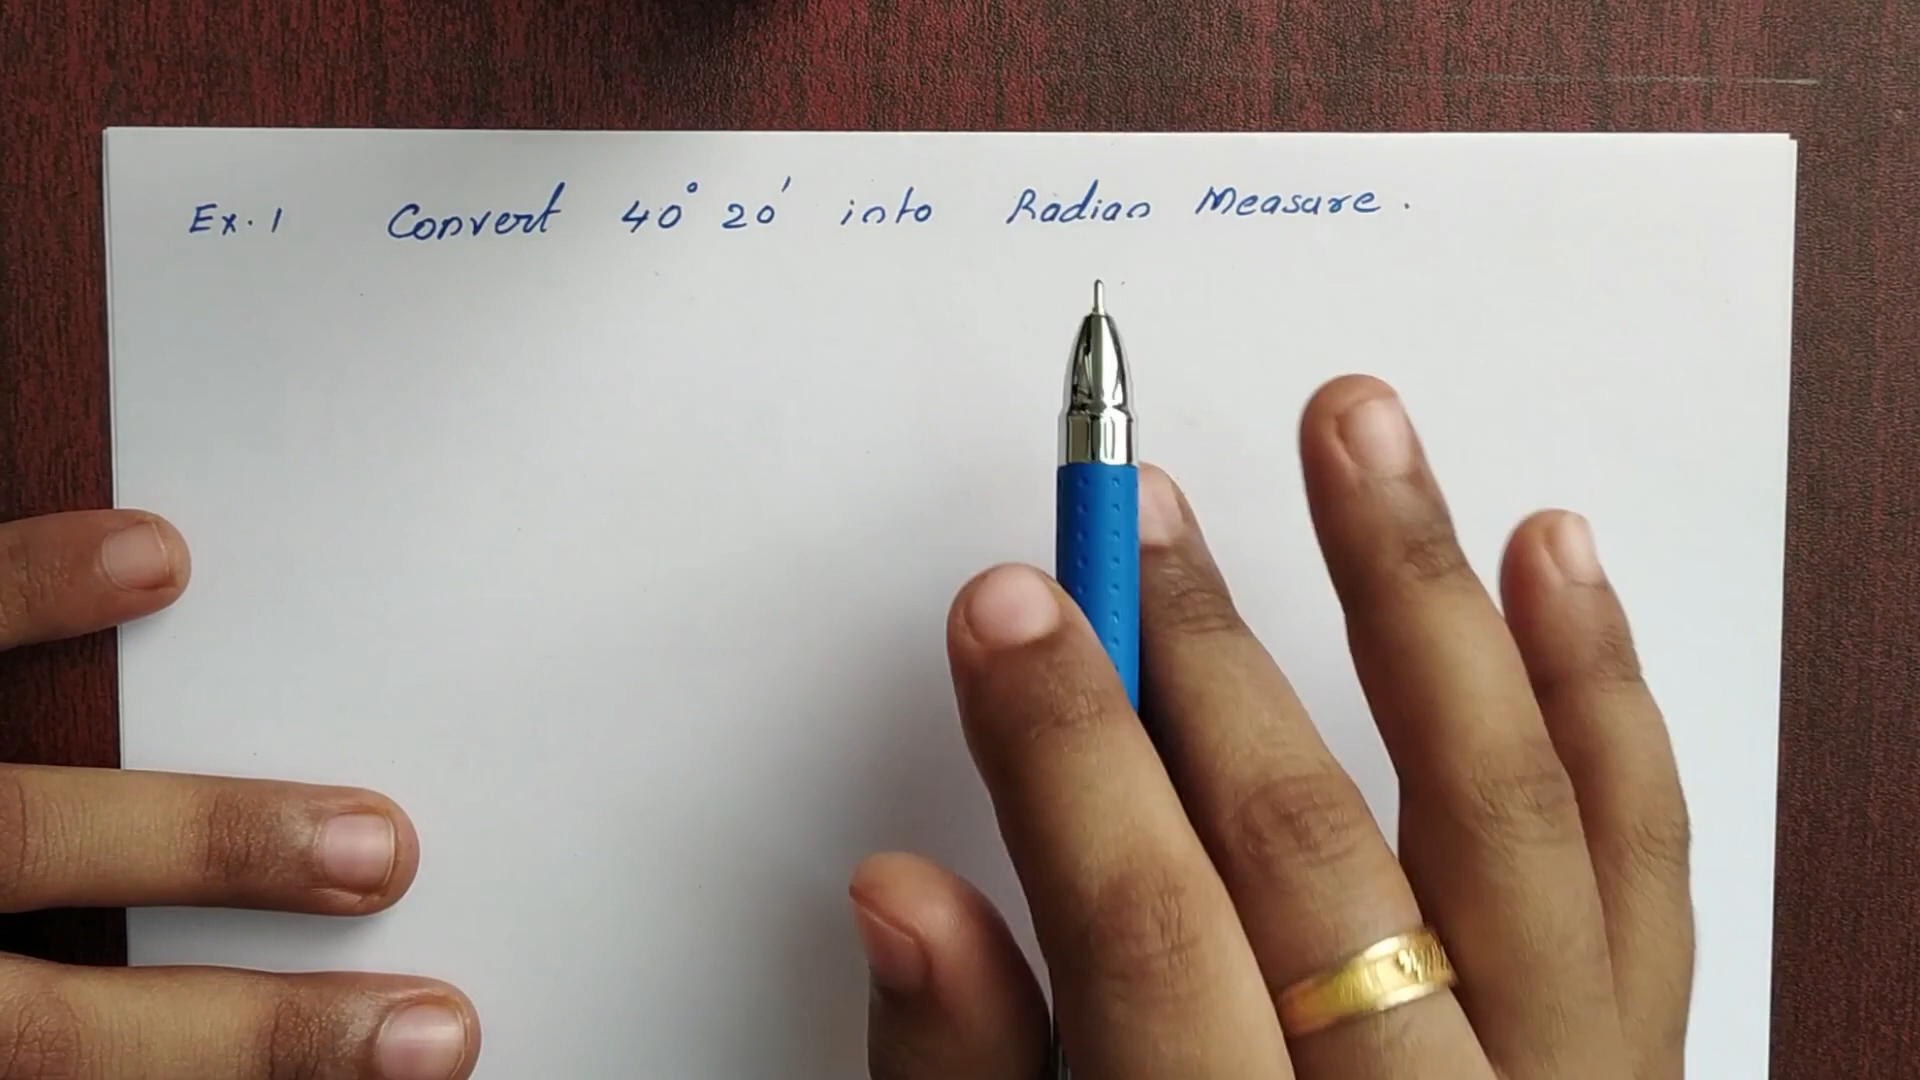 Ex. 1 Convert 40° 20' into Radian Measure.